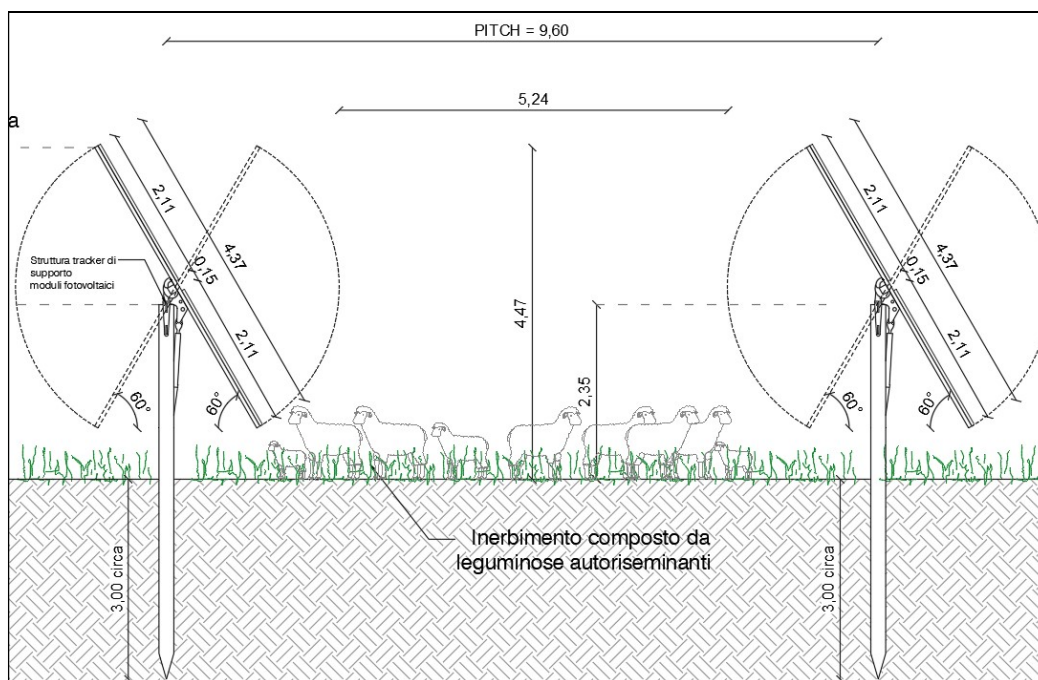 PITCH = 9,60
5,24
a
2,11
4,37
0,15
2,11
60°
60°
Struttura tracker di
supporto
moduli fotovoltaici
4,47
2,35
2,11
4,37
0,15
2,11
60°
60°
Inerbimento composto da
leguminose autoriseminanti
3,00 circa
3,00 circa